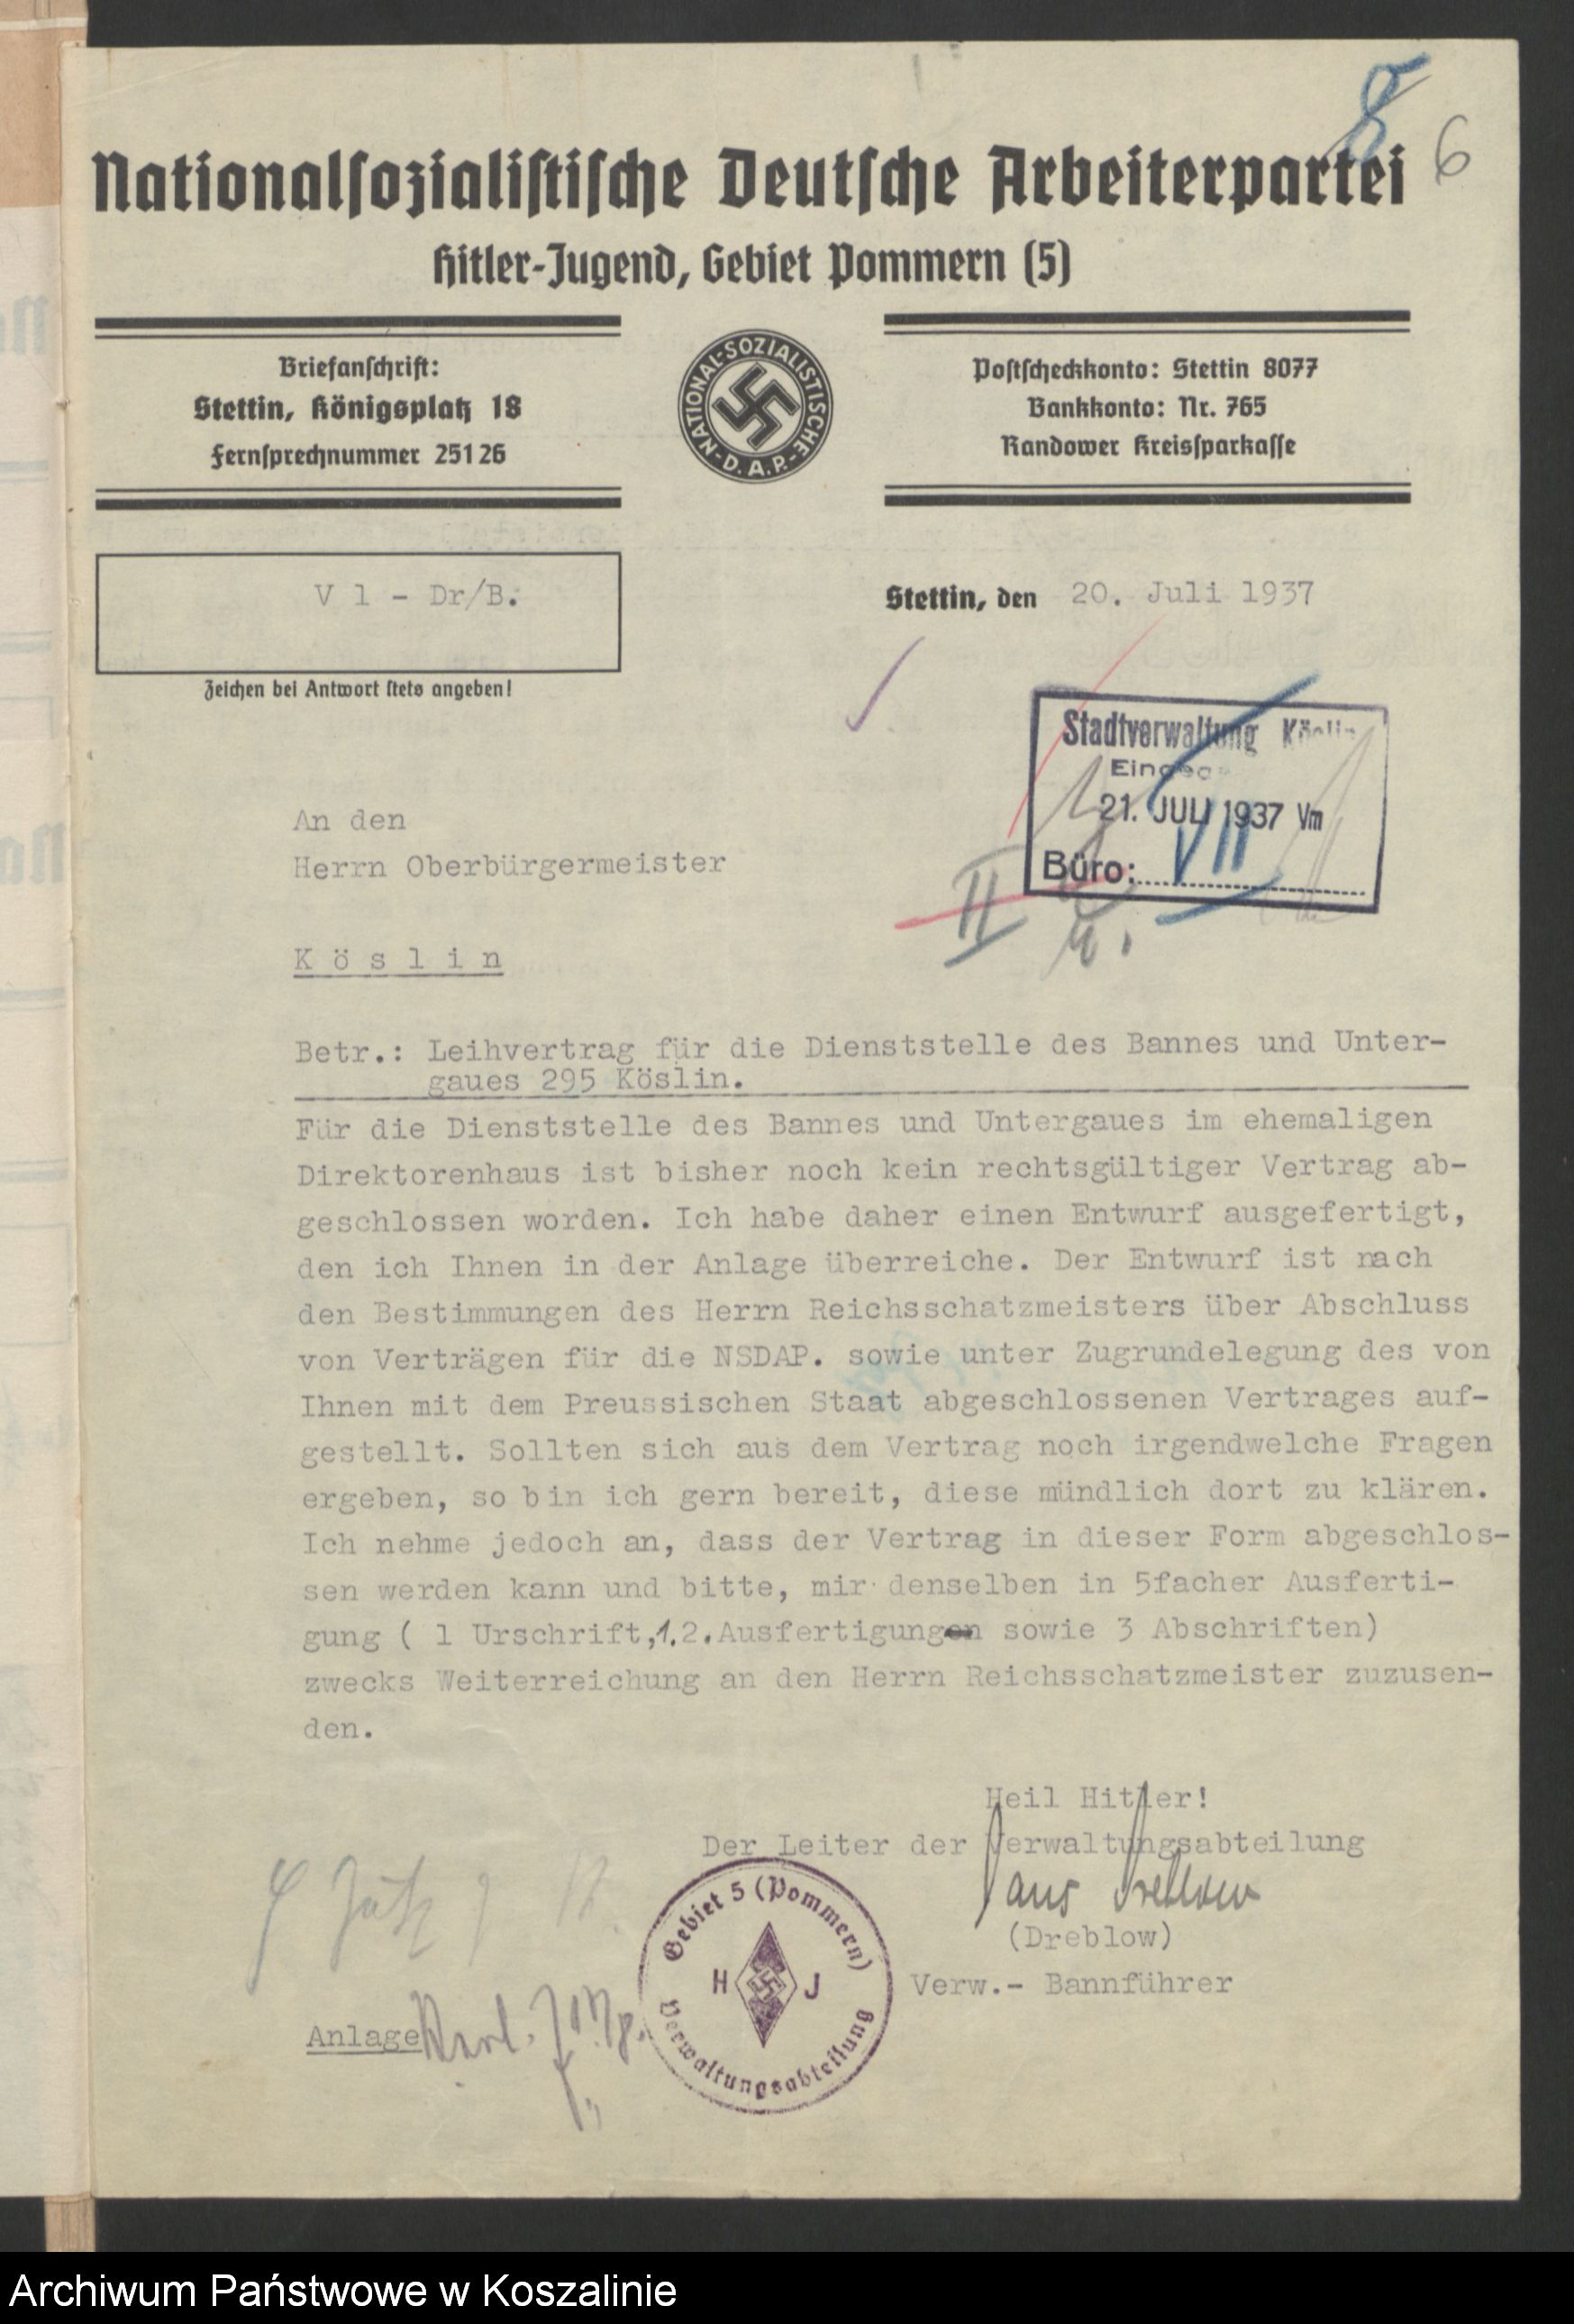 8
6
Nationalsozialistische Deutsche Arbeiterpartei
Hitler-Jugend, Gebiet Pommern (5)
Briefanschrift:
Stettin, Königsplatz 18
Fernsprechnummer 251 26
NATIONAL-SOZIALISTISCHE-
D.A.P.
Postscheckkonto: Stettin 8077
Bankkonto: Nr. 765
Randower Kreissparkasse
V 1 - Dr/B.
Zeichen bei Antwort stets angeben!
Stettin, den 20. Juli 1937
Stadtverwaltung Köslin
21. JULI 1937 Vm
Büro: VII
II
An den
Herrn Oberbürgermeister
K ö s l i n
Betr.: Leihvertrag für die Dienststelle des Bannes und Unter-
gaues 295 Köslin.
Für die Dienststelle des Bannes und Untergaues im ehemaligen
Direktorenhaus ist bisher noch kein rechtsgültiger Vertrag ab-
geschlossen worden. Ich habe daher einen Entwurf ausgefertigt,
den ich Ihnen in der Anlage überreiche. Der Entwurf ist nach
den Bestimmungen des Herrn Reichsschatzmeisters über Abschluss
von Verträgen für die NSDAP. sowie unter Zugrundelegung des von
Ihnen mit dem Preussischen Staat abgeschlossenen Vertrages auf-
gestellt. Sollten sich aus dem Vertrag noch irgendwelche Fragen
ergeben, so bin ich gern bereit, diese mündlich dort zu klären.
Ich nehme jedoch an, dass der Vertrag in dieser Form abgeschlos-
sen werden kann und bitte, mir denselben in 5facher Ausferti-
gung ( 1 Urschrift,1.2.Ausfertigungen sowie 3 Abschriften)
zwecks Weiterreichung an den Herrn Reichsschatzmeister zuzusen-
den.
Heil Hitler!
Der Leiter der Verwaltungsabteilung
Hans Dreblow
(Dreblow)
Verw.- Bannführer
Gebiet 5 (Pommern)
H J
Verwaltungsabteilung
Anlage
Archiwum Państwowe w Koszalinie